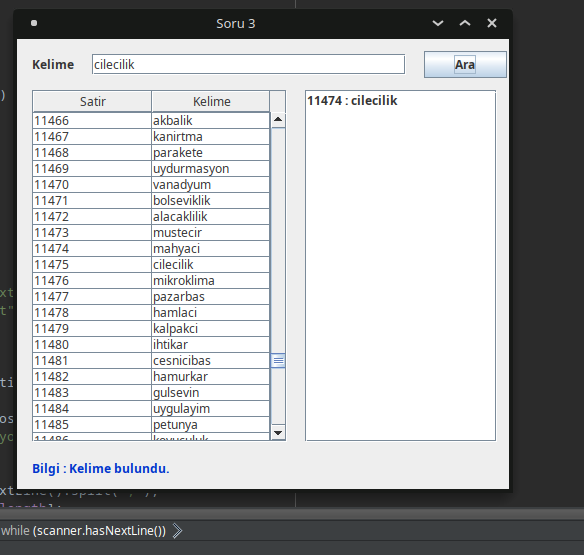 Soru 3
)
Kelime cilecilik Ara
Satir Kelime
11466 akbalik
11467 kanirtma
11468 parakete
11469 uydurmasyon
11470 vanadyum
11471 bolseviklik
11472 alacaklilik
11473 mustecir
11474 mahyaci
11475 cilecilik
11476 mikroklima
11477 pazarbas
11478 hamlaci
11479 kalpakci
11480 ihtikar
11481 cesnicibas
11482 hamurkar
11483 gulsevin
11484 uygulayim
11485 petunya
11486
11474 : cilecilik
Bilgi : Kelime bulundu.
while (scanner.hasNextLine())